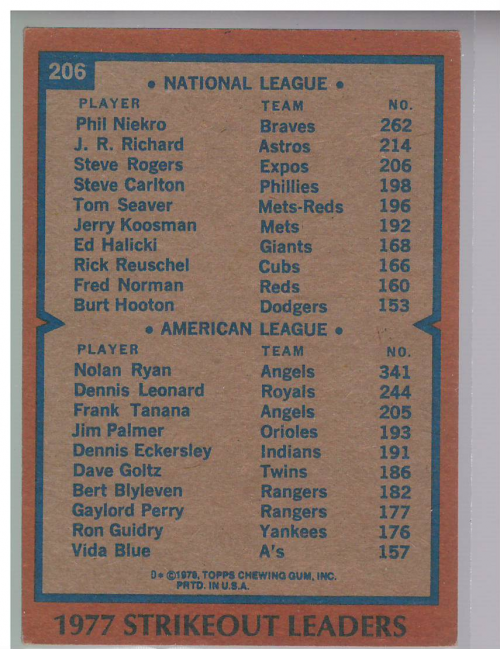 206
• NATIONAL LEAGUE •
PLAYER TEAM NO.
Phil Niekro Braves 262
J. R. Richard Astros 214
Steve Rogers Expos 206
Steve Carlton Phillies 198
Tom Seaver Mets-Reds 196
Jerry Koosman Mets 192
Ed Halicki Giants 168
Rick Reuschel Cubs 166
Fred Norman Reds 160
Burt Hooton Dodgers 153
• AMERICAN LEAGUE •
PLAYER TEAM NO.
Nolan Ryan Angels 341
Dennis Leonard Royals 244
Frank Tanana Angels 205
Jim Palmer Orioles 193
Dennis Eckersley Indians 191
Dave Goltz Twins 186
Bert Blyleven Rangers 182
Gaylord Perry Rangers 177
Ron Guidry Yankees 176
Vida Blue A's 157
D* ©1978, TOPPS CHEWING GUM, INC.
PRTD. IN U.S.A.
1977 STRIKEOUT LEADERS